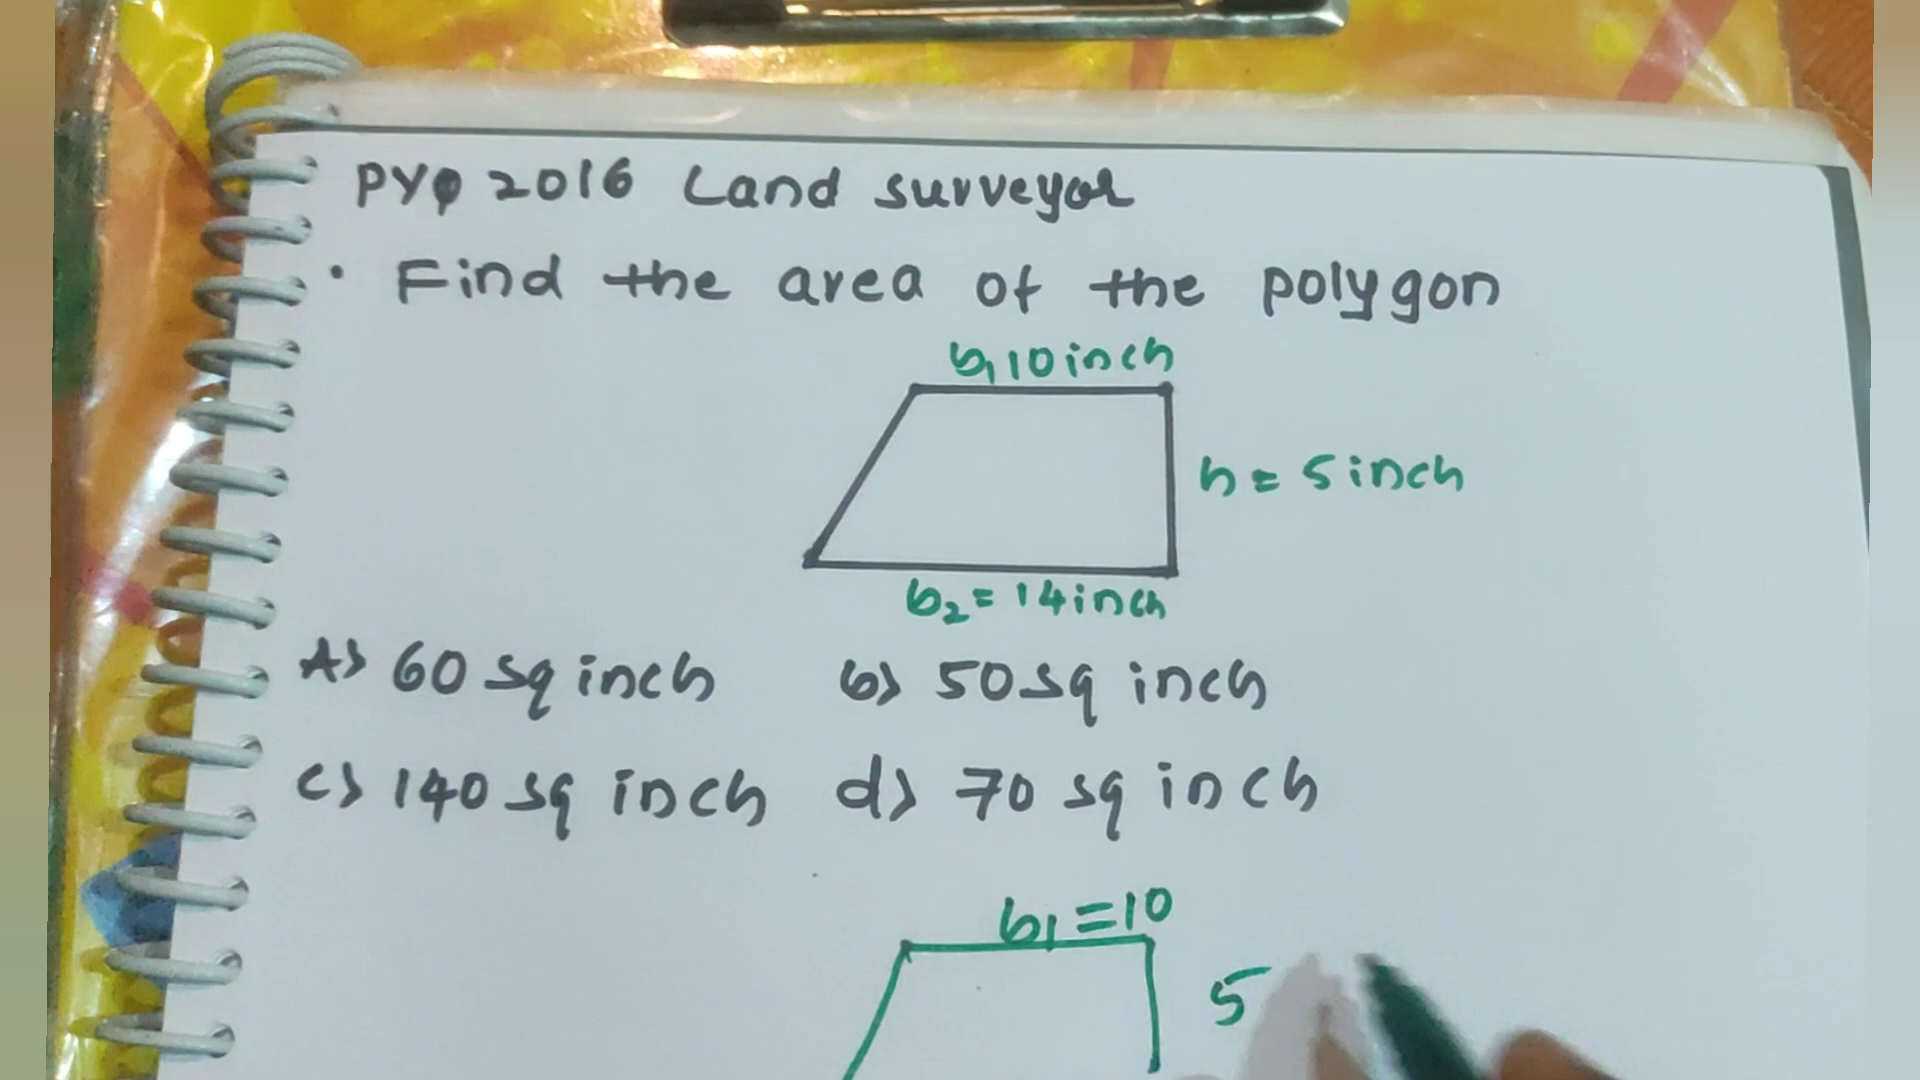 PYQ 2016 Land surveyor
• Find the area of the polygon
b₁ 10 inch
h = 5 inch
b₂ = 14 inch
A) 60 sq inch b) 50 sq inch
c) 140 sq inch d) 70 sq inch
b₁ = 10
5